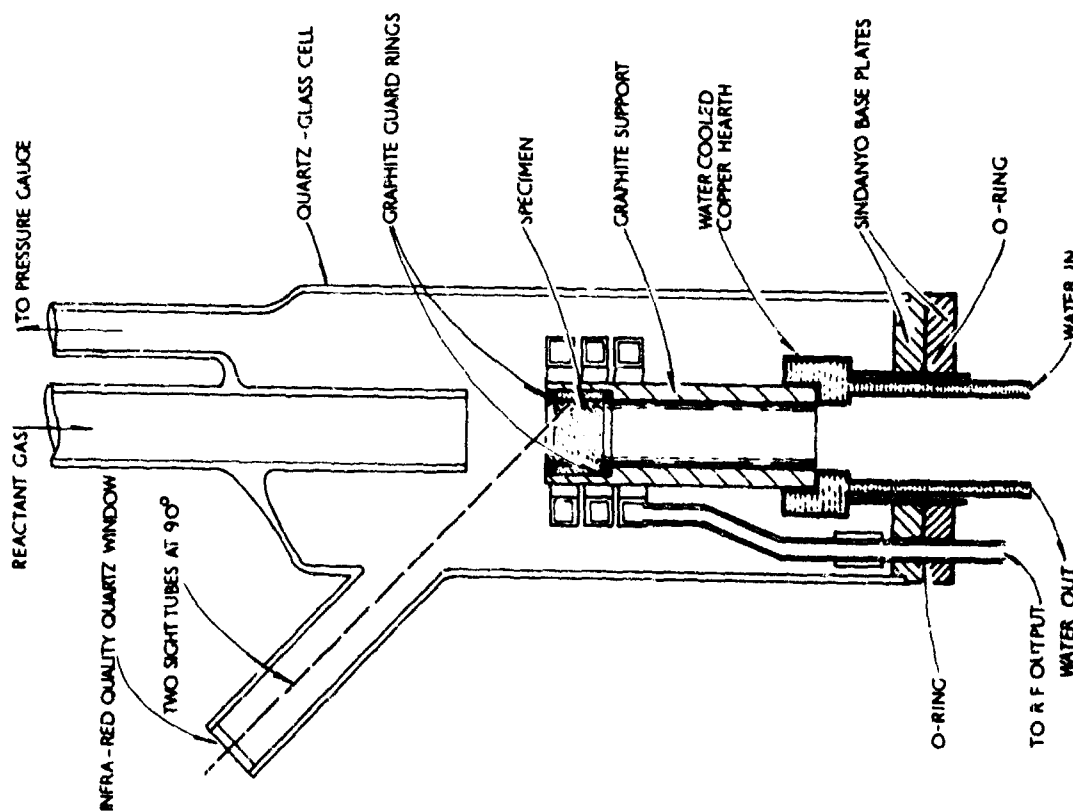 REACTANT GAS
TO PRESSURE GAUGE
INFRA-RED QUALITY QUARTZ WINDOW
TWO SIGHT TUBES AT 90°
QUARTZ-GLASS CELL
GRAPHITE GUARD RINGS
SPECIMEN
GRAPHITE SUPPORT
WATER COOLED
COPPER HEARTH
SINDANYO BASE PLATES
O-RING
WATER IN
O-RING
TO R F OUTPUT
WATER OUT